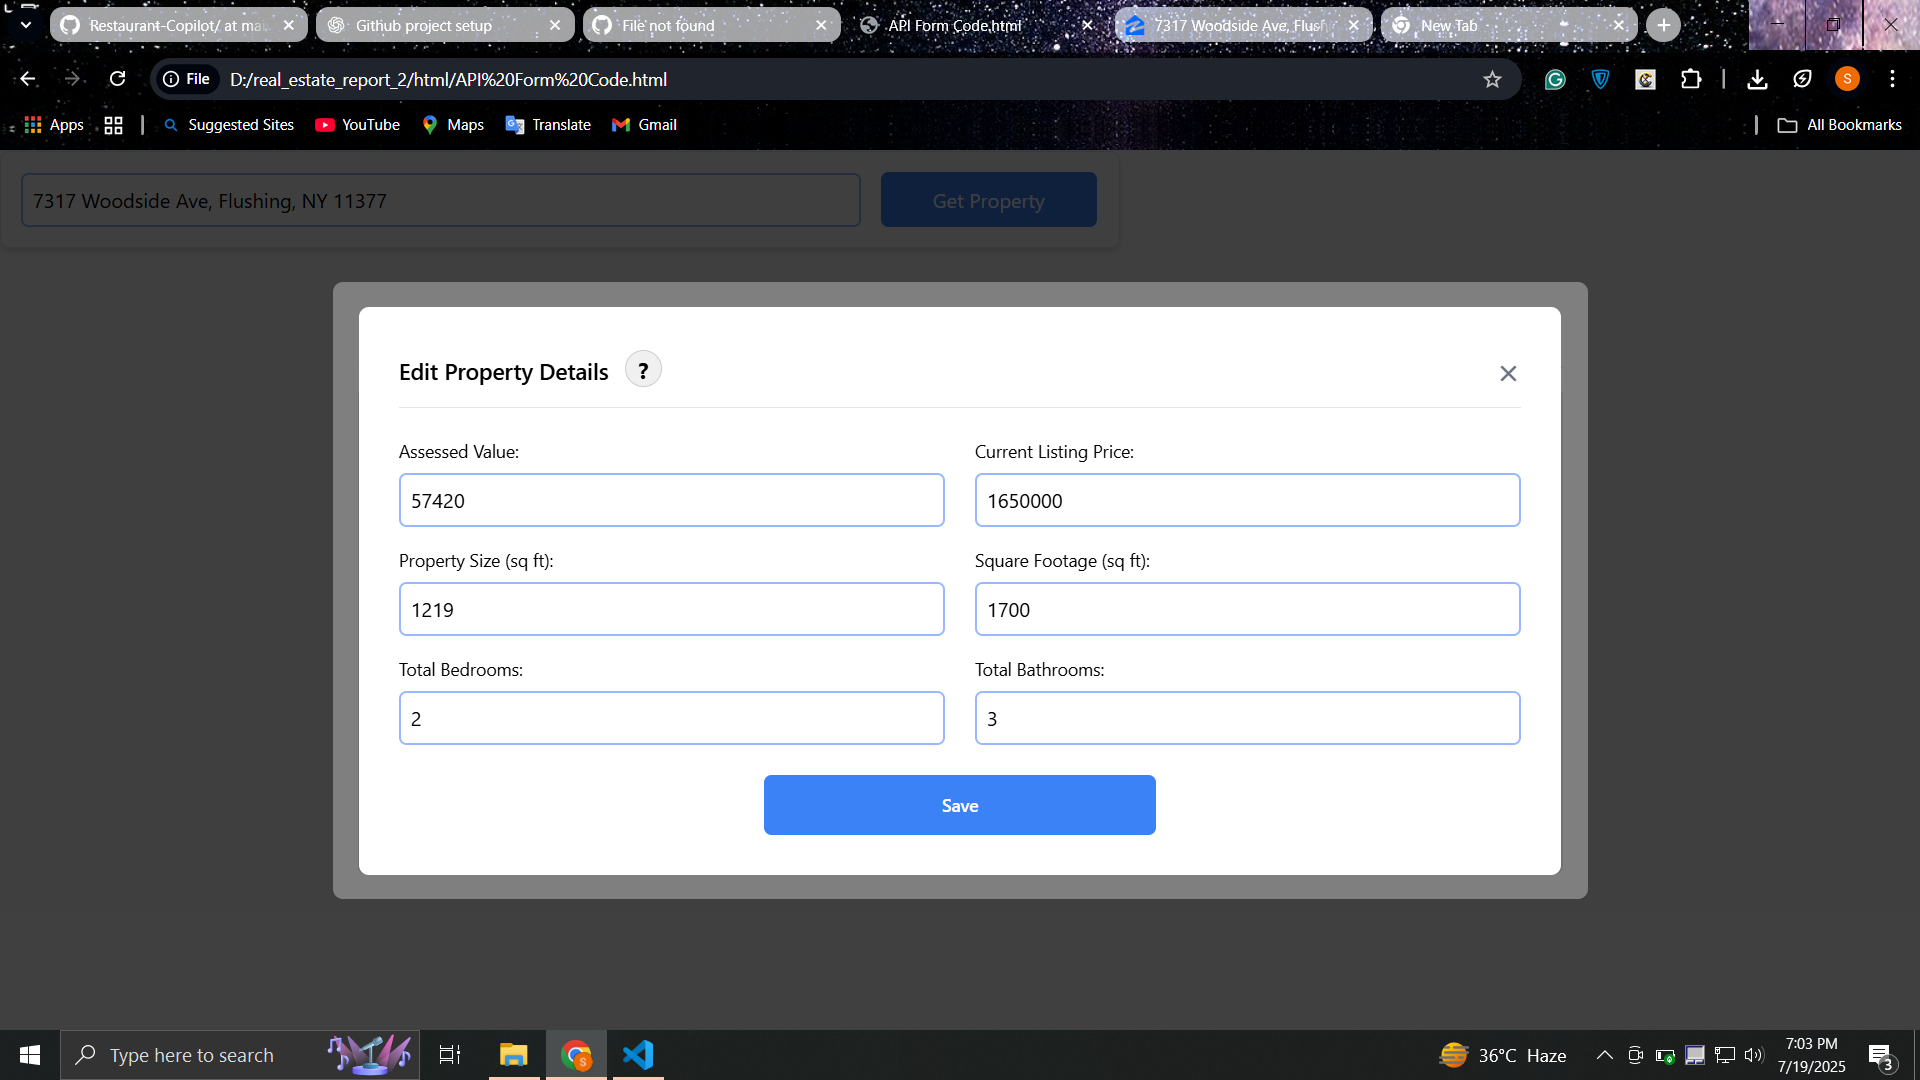 Restaurant-Copilot/ at mai
Github project setup
File not found
API Form Code.html
7317 Woodside Ave, Flush
New Tab
File
D:/real_estate_report_2/html/API%20Form%20Code.html
S
Apps
Suggested Sites
YouTube
Maps
Translate
Gmail
All Bookmarks
7317 Woodside Ave, Flushing, NY 11377
Get Property
Edit Property Details
?
Assessed Value:
Current Listing Price:
57420
1650000
Property Size (sq ft):
Square Footage (sq ft):
1219
1700
Total Bedrooms:
Total Bathrooms:
2
3
Save
Type here to search
36°C Haze
7:03 PM
7/19/2025
3